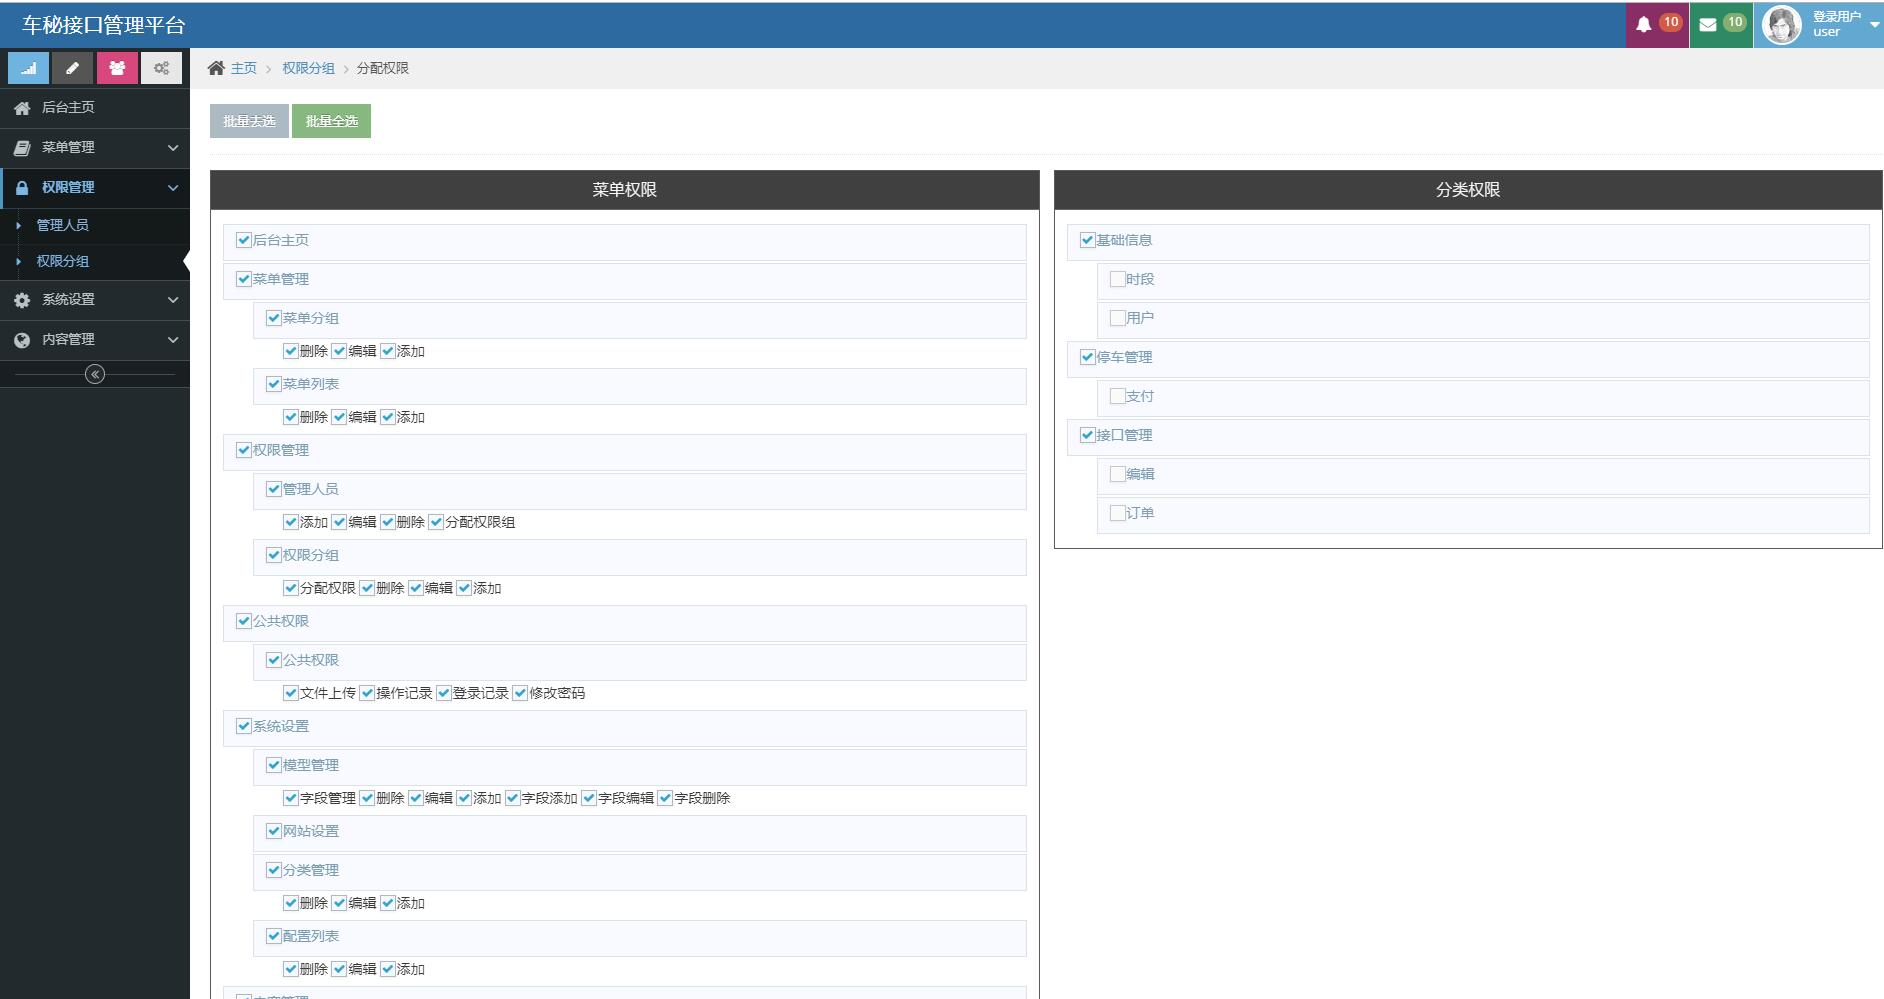 车秘接口管理平台
10
10
登录用户
user
主页
权限分组
分配权限
后台主页
菜单管理
权限管理
管理人员
权限分组
系统设置
内容管理
批量去选
批量全选
菜单权限
后台主页
菜单管理
菜单分组
删除 编辑 添加
菜单列表
删除 编辑 添加
权限管理
管理人员
添加 编辑 删除 分配权限组
权限分组
分配权限 删除 编辑 添加
公共权限
公共权限
文件上传 操作记录 登录记录 修改密码
系统设置
模型管理
字段管理 删除 编辑 添加 字段添加 字段编辑 字段删除
网站设置
分类管理
删除 编辑 添加
配置列表
删除 编辑 添加
分类权限
基础信息
时段
用户
停车管理
支付
接口管理
编辑
订单